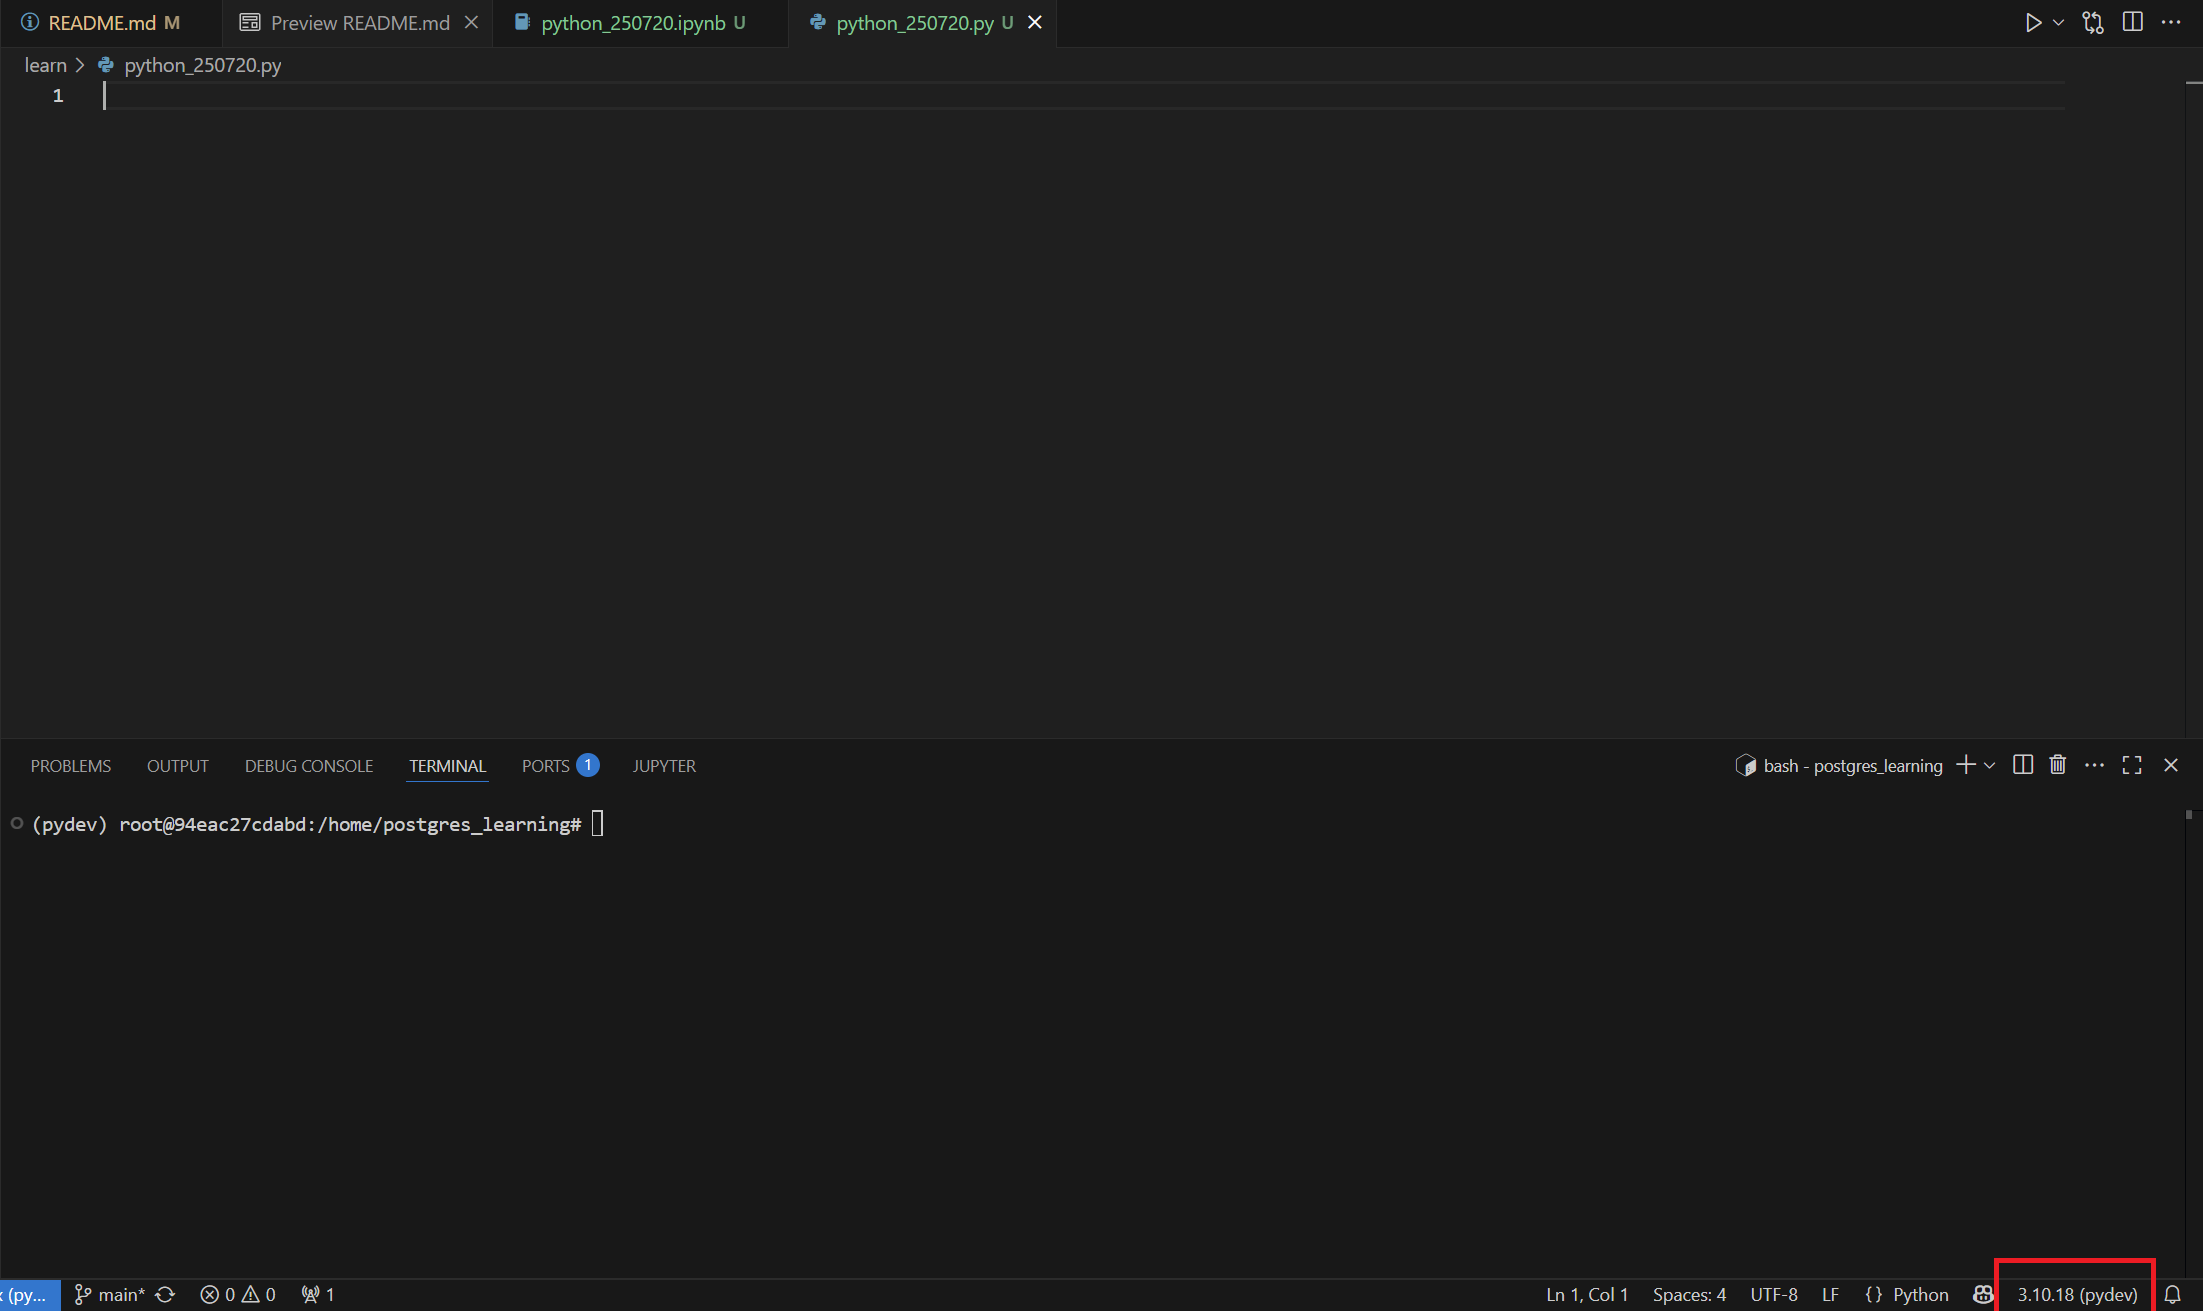 README.md M Preview README.md python_250720.ipynb U python_250720.py U
learn > python_250720.py
1
PROBLEMS OUTPUT DEBUG CONSOLE TERMINAL PORTS 1 JUPYTER bash - postgres_learning
(pydev) root@94eac27cdabd:/home/postgres_learning#
(py... main* 0 0 1 Ln 1, Col 1 Spaces: 4 UTF-8 LF {} Python 3.10.18 (pydev)